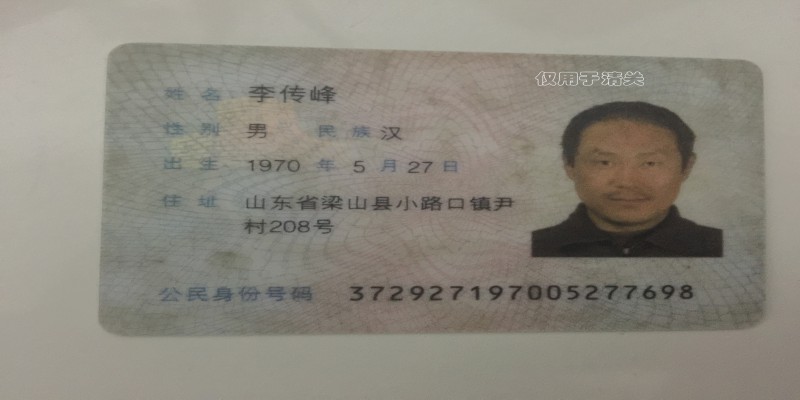 仅用于清关
姓名 李传峰
性别 男 民族 汉
出生 1970 年 5 月 27 日
住址 山东省梁山县小路口镇尹
村208号
公民身份号码 372927197005277698